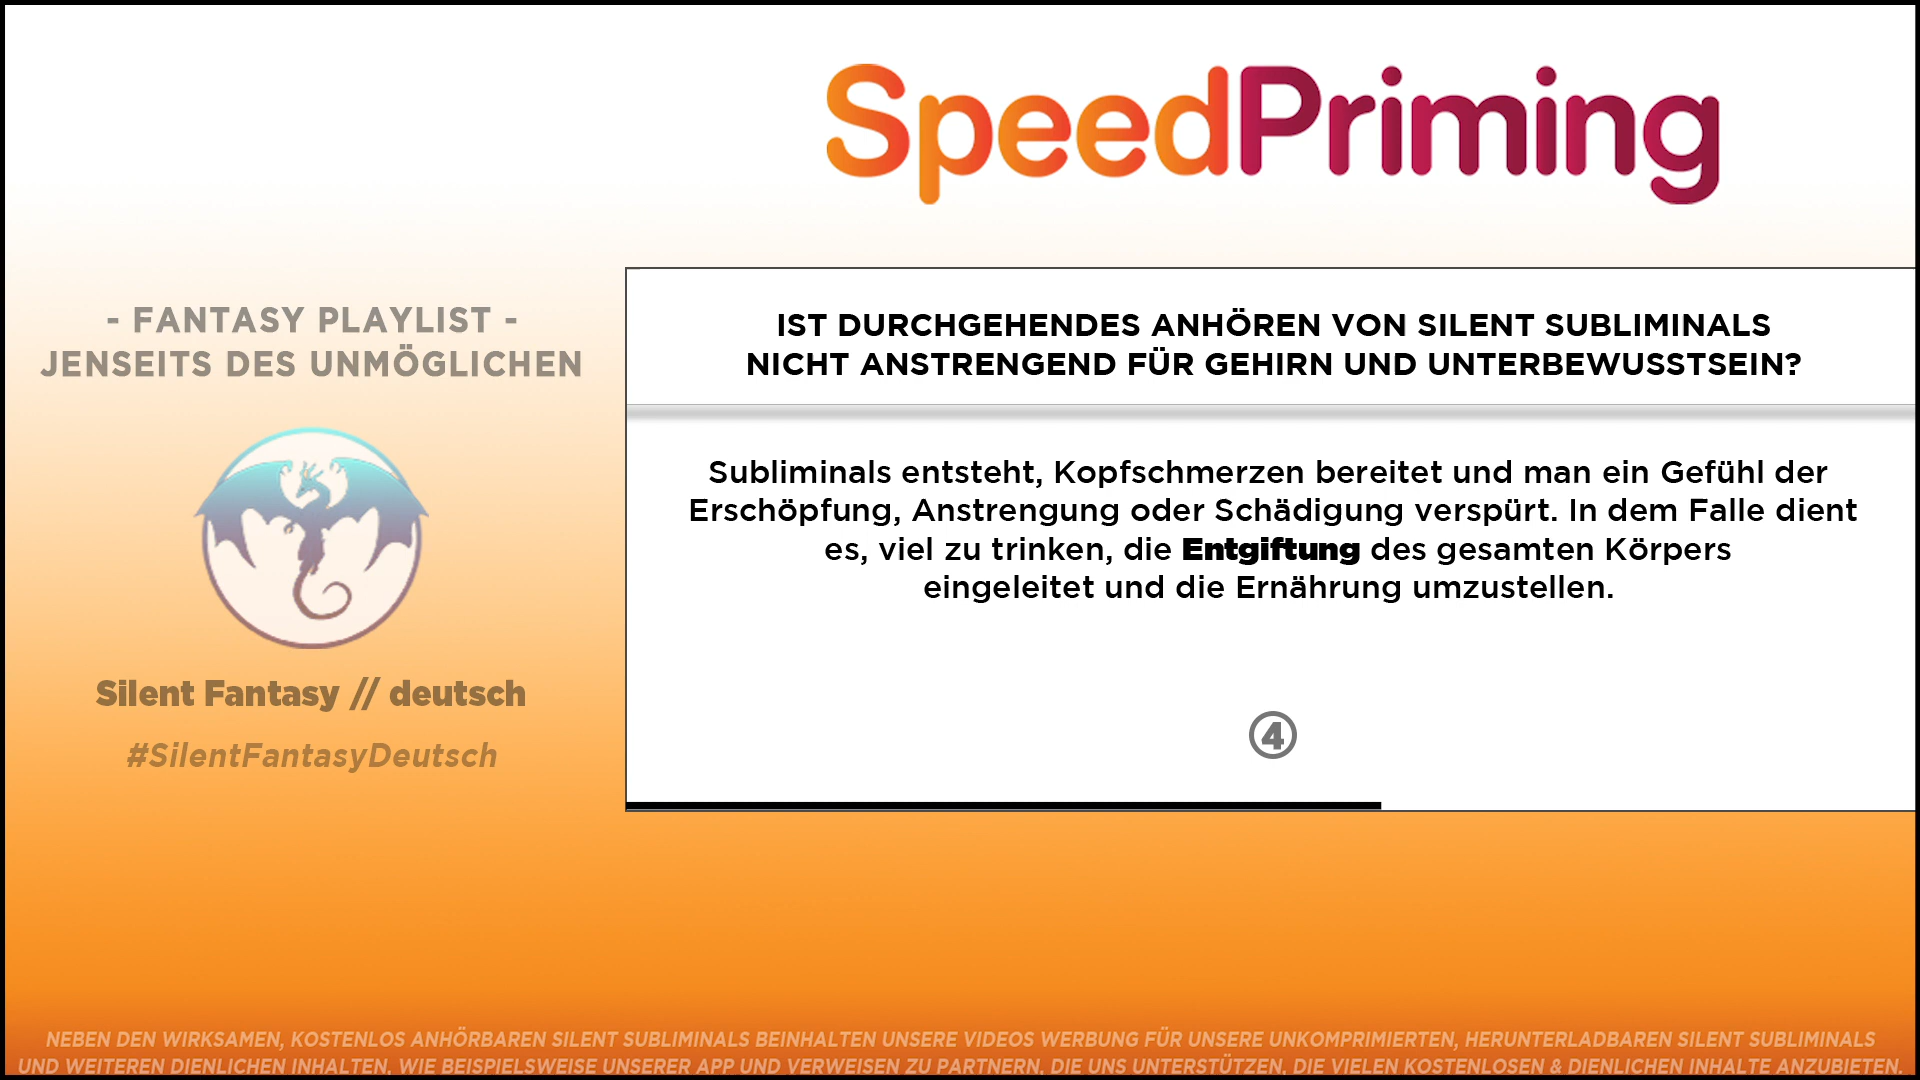 SpeedPriming
- FANTASY PLAYLIST -
JENSEITS DES UNMÖGLICHEN
Silent Fantasy // deutsch
#SilentFantasyDeutsch
IST DURCHGEHENDES ANHÖREN VON SILENT SUBLIMINALS
NICHT ANSTRENGEND FÜR GEHIRN UND UNTERBEWUSSTSEIN?
Subliminals entsteht, Kopfschmerzen bereitet und man ein Gefühl der
Erschöpfung, Anstrengung oder Schädigung verspürt. In dem Falle dient
es, viel zu trinken, die Entgiftung des gesamten Körpers
eingeleitet und die Ernährung umzustellen.
4
NEBEN DEN WIRKSAMEN, KOSTENLOS ANHÖRBAREN SILENT SUBLIMINALS BEINHALTEN UNSERE VIDEOS WERBUNG FÜR UNSERE UNKOMPRIMIERTEN, HERUNTERLADBAREN SILENT SUBLIMINALS
UND WEITEREN DIENLICHEN INHALTEN, WIE BEISPIELSWEISE UNSERER APP UND VERWEISEN ZU PARTNERN, DIE UNS UNTERSTÜTZEN, DIE VIELEN KOSTENLOSEN & DIENLICHEN INHALTE ANZUBIETEN.